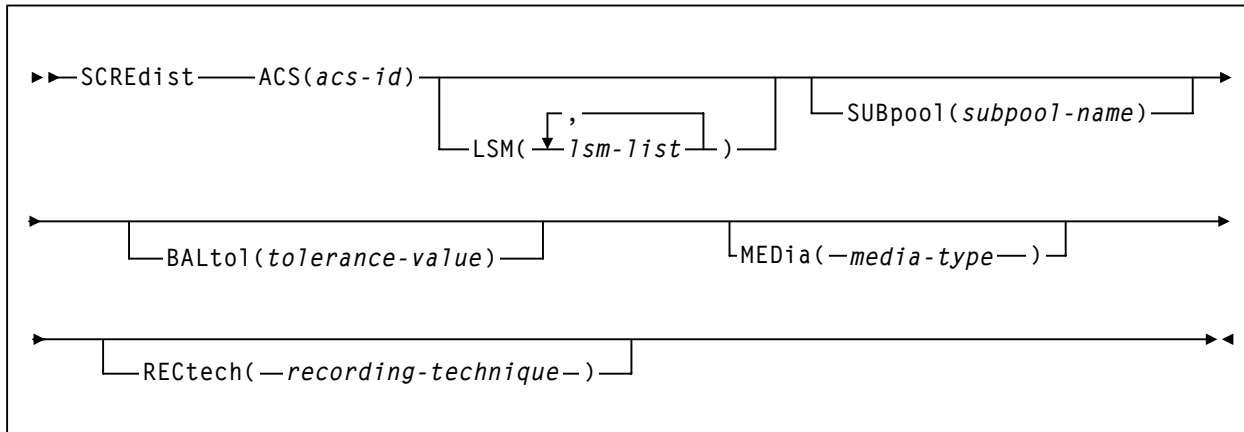 SCREdist ACS(acs-id)
SUBpool(subpool-name)
,
LSM( lsm-list )
BALtol(tolerance-value)
MEDia( media-type )
RECtech( recording-technique )